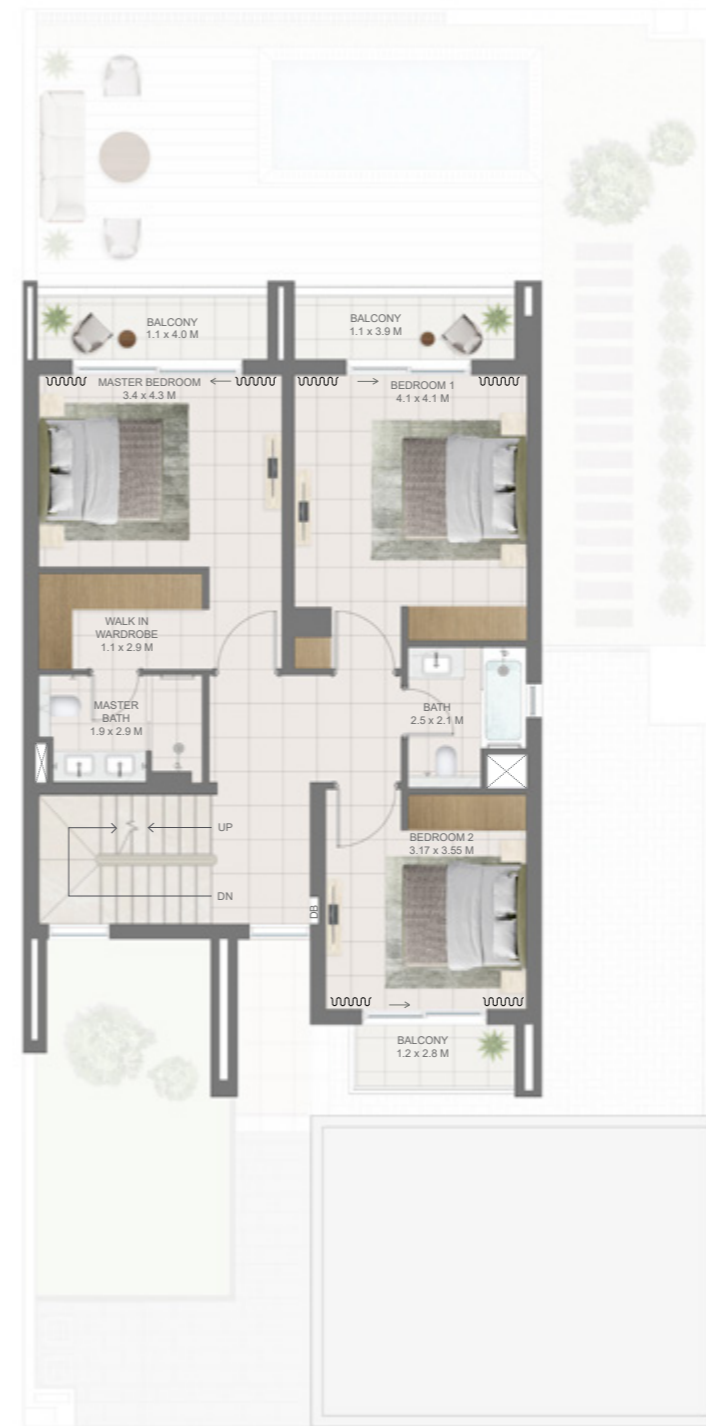 BALCONY
1.1 x 4.0 M
BALCONY
1.1 x 3.9 M
MASTER BEDROOM
3.4 x 4.3 M
BEDROOM 1
4.1 x 4.1 M
WALK IN
WARDROBE
1.1 x 2.9 M
MASTER
BATH
1.9 x 2.9 M
BATH
2.5 x 2.1 M
UP
DN
DB
BEDROOM 2
3.17 x 3.55 M
BALCONY
1.2 x 2.8 M